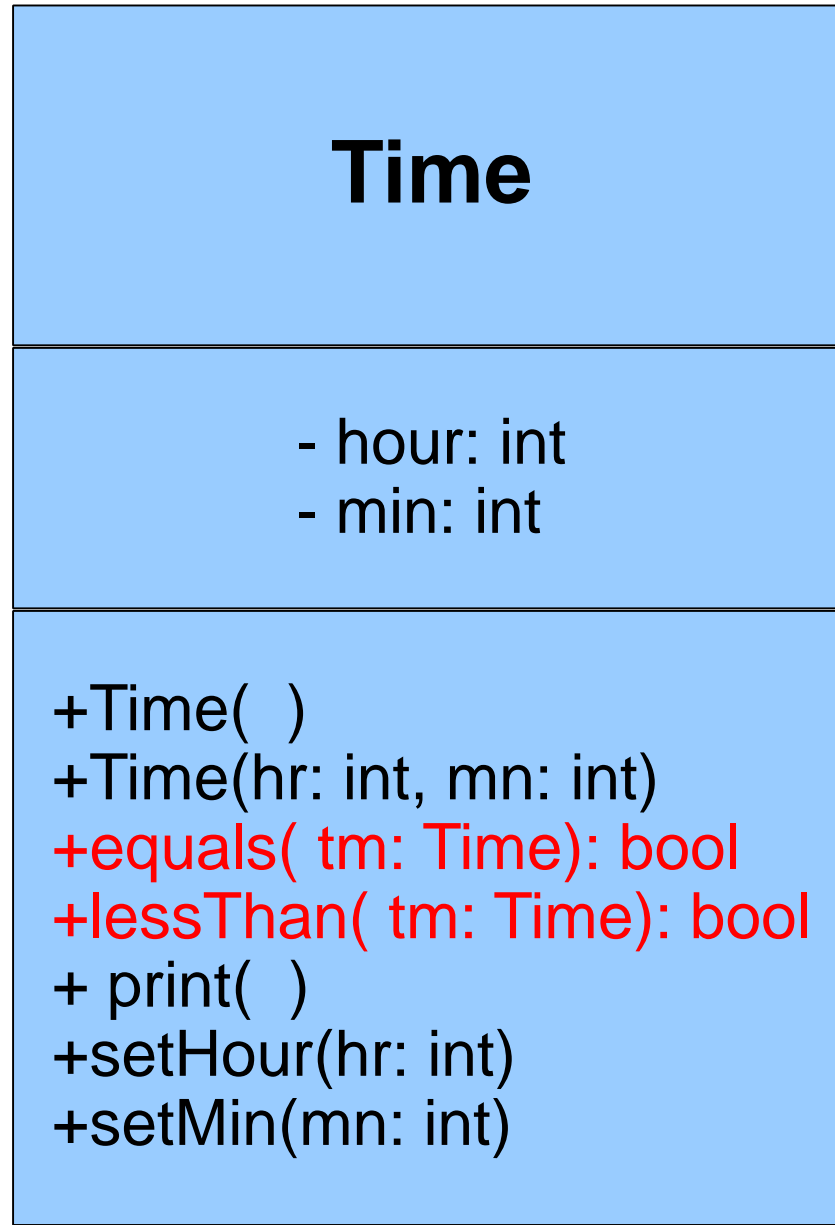 Time
- hour: int
- min: int
+Time(  )
+Time(hr: int, mn: int)
+equals( tm: Time): bool
+lessThan( tm: Time): bool
+ print(  )
+setHour(hr: int)
+setMin(mn: int)